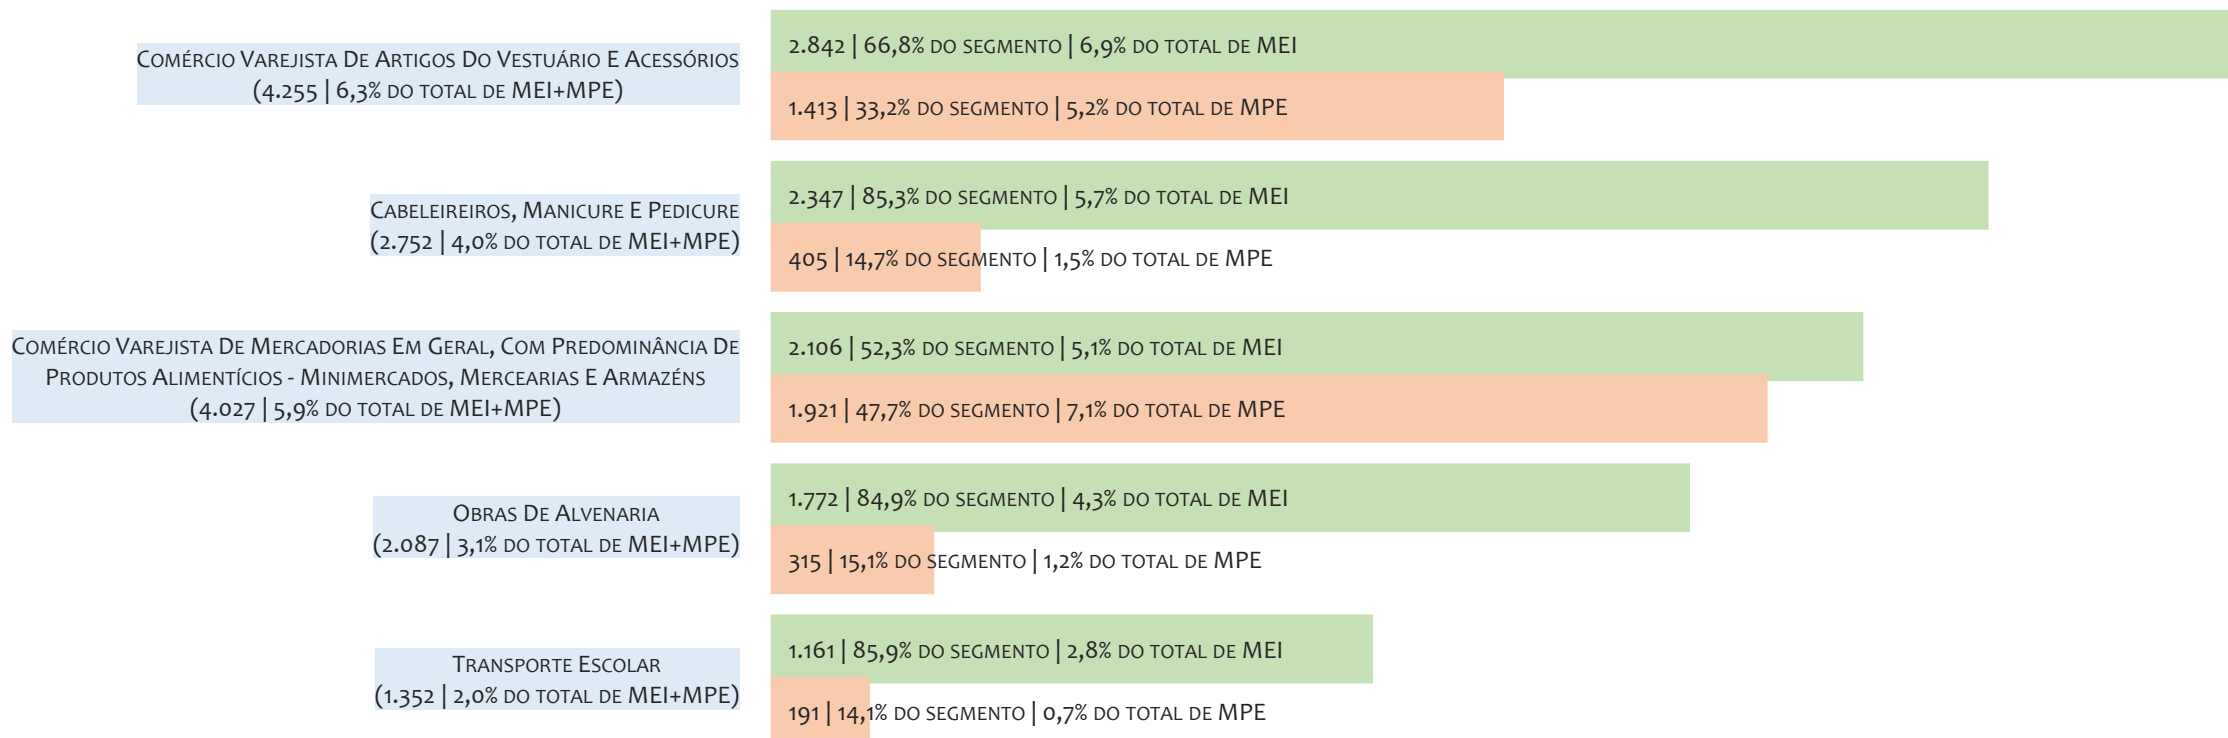 Comércio Varejista De Artigos Do Vestuário E Acessórios
(4.255 | 6,3% do total de MEI+MPE)
2.842 | 66,8% do segmento | 6,9% do total de MEI
1.413 | 33,2% do segmento | 5,2% do total de MPE
Cabeleireiros, Manicure E Pedicure
(2.752 | 4,0% do total de MEI+MPE)
2.347 | 85,3% do segmento | 5,7% do total de MEI
405 | 14,7% do segmento | 1,5% do total de MPE
Comércio Varejista De Mercadorias Em Geral, Com Predominância De
Produtos Alimentícios - Minimercados, Mercearias E Armazéns
(4.027 | 5,9% do total de MEI+MPE)
2.106 | 52,3% do segmento | 5,1% do total de MEI
1.921 | 47,7% do segmento | 7,1% do total de MPE
Obras De Alvenaria
(2.087 | 3,1% do total de MEI+MPE)
1.772 | 84,9% do segmento | 4,3% do total de MEI
315 | 15,1% do segmento | 1,2% do total de MPE
Transporte Escolar
(1.352 | 2,0% do total de MEI+MPE)
1.161 | 85,9% do segmento | 2,8% do total de MEI
191 | 14,1% do segmento | 0,7% do total de MPE